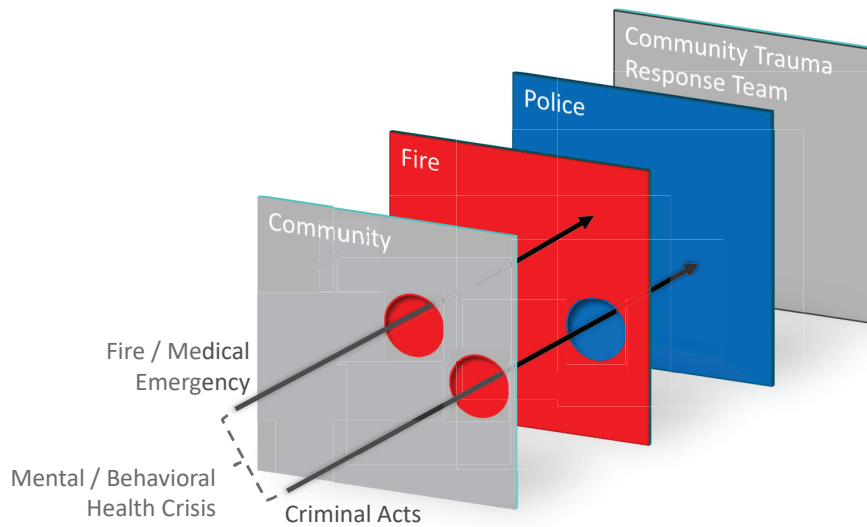 Community Trauma
Response Team
Police
Fire
Community
Fire / Medical
Emergency
Mental / Behavioral
Health Crisis
Criminal Acts